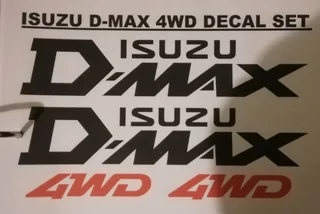 ISUZU D-MAX 4WD DECAL SET
ISUZU
D-MAX
ISUZU
D-MAX
4WD 4WD